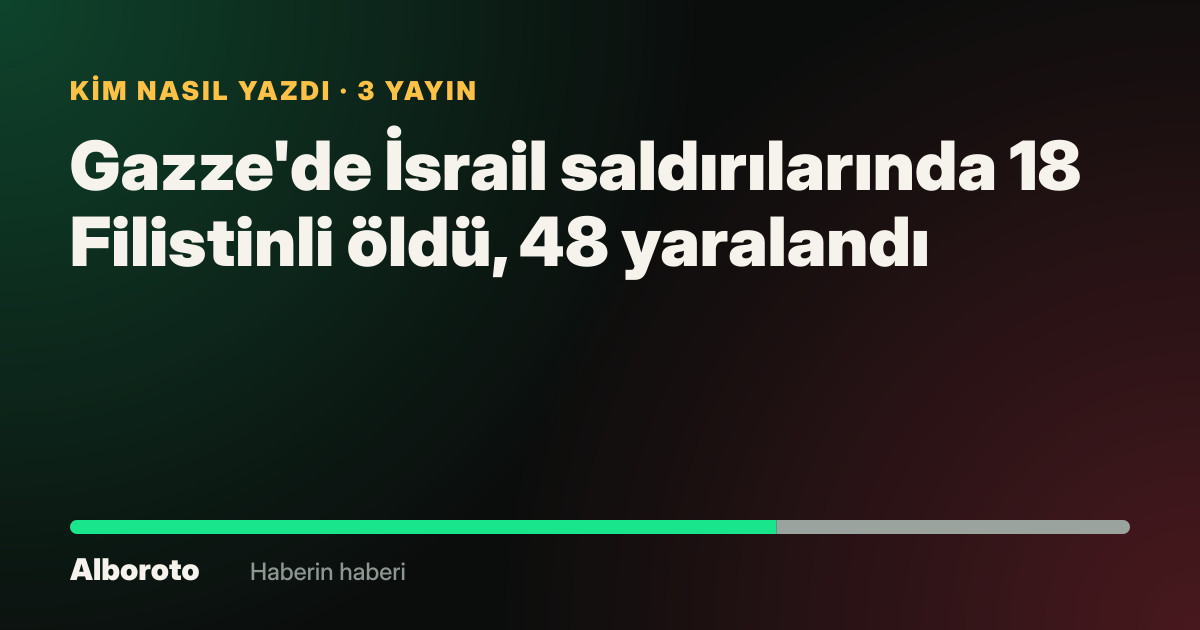 KİM NASIL YAZDI · 3 YAYIN
Gazze'de İsrail saldırılarında 18
Filistinli öldü, 48 yaralandı
Alboroto
Haberin haberi